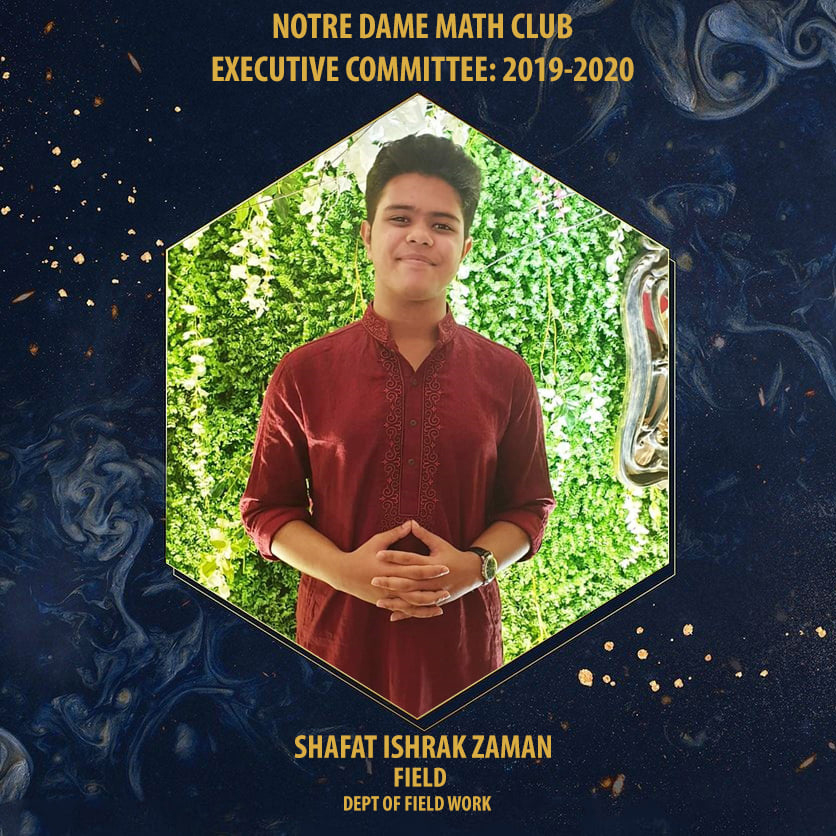 NOTRE DAME MATH CLUB
EXECUTIVE COMMITTEE: 2019-2020
SHAFAT ISHRAK ZAMAN
FIELD
DEPT OF FIELD WORK